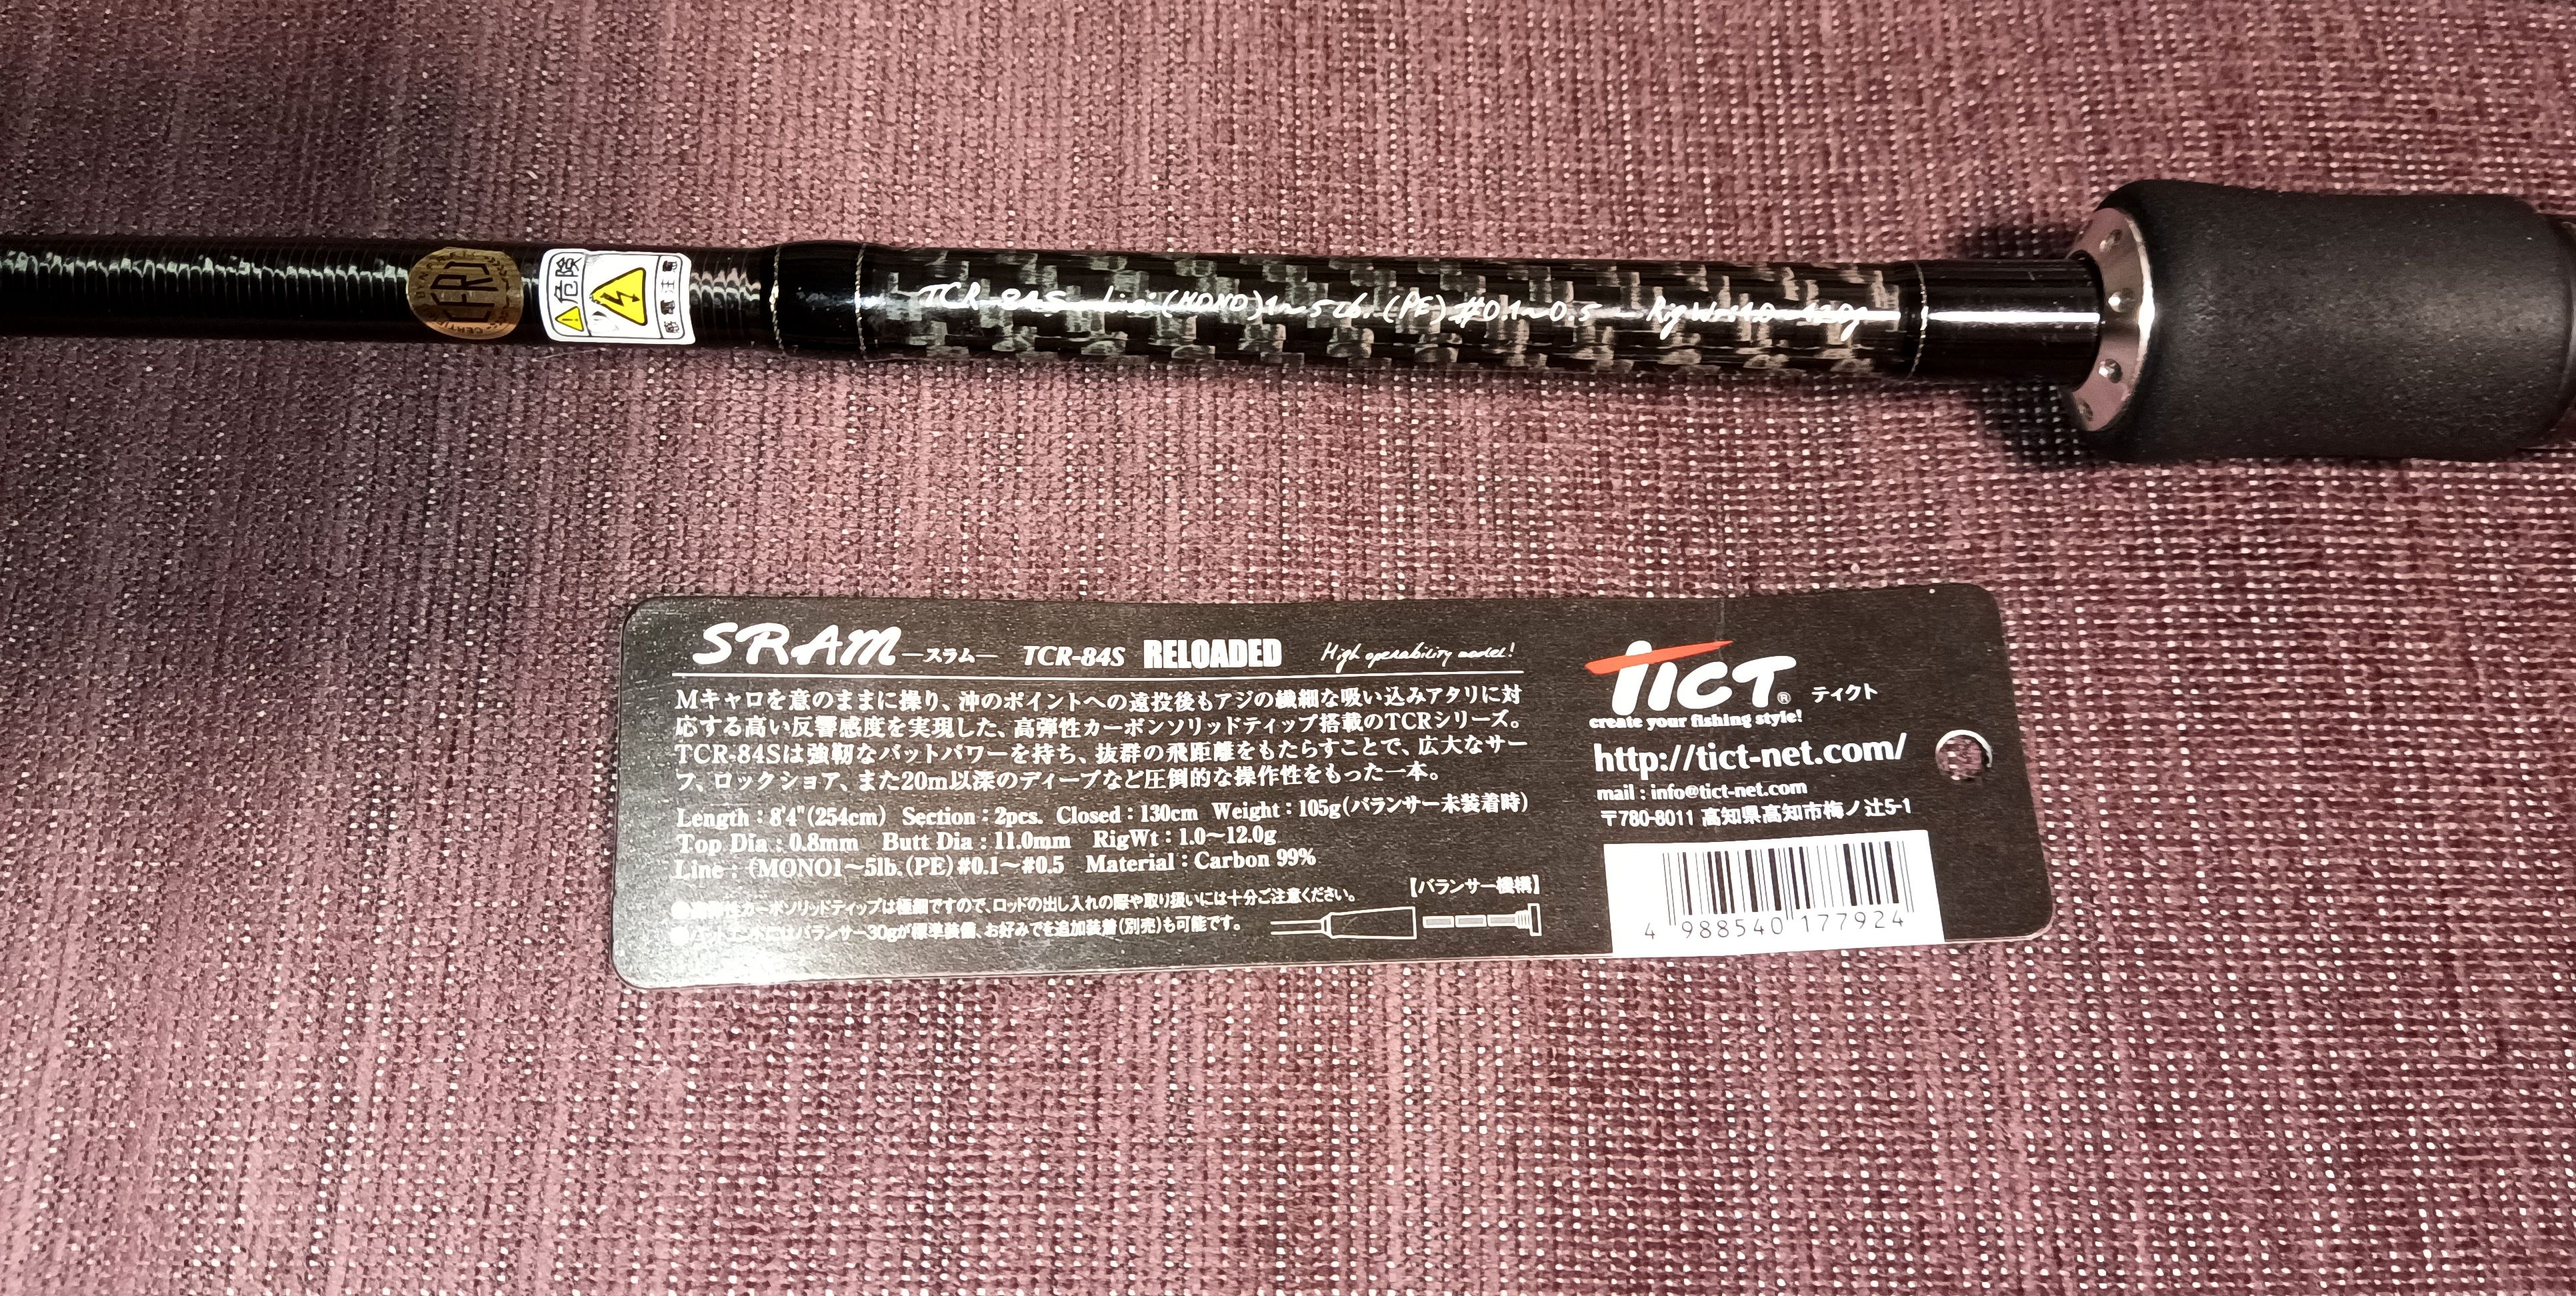 CFRJ
危険
感電注意
TCR-84S Line:(MONO)1~5lb.(PE)#0.1~0.5 RigWt:1.0~12.0g
SRAM —スラム— TCR-84S RELOADED High operability model!
Mキャロを意のままに操り、沖のポイントへの遠投後もアジの繊細な吸い込みアタリに対
応する高い反響感度を実現した、高弾性カーボンソリッドティップ搭載のTCRシリーズ。
TCR-84Sは強靭なバットパワーを持ち、抜群の飛距離をもたらすことで、広大なサー
フ、ロックショア、また20m以深のディープなど圧倒的な操作性をもった一本。
Length : 8'4"(254cm) Section : 2pcs. Closed : 130cm Weight : 105g(バランサー未装着時)
Top Dia : 0.8mm Butt Dia : 11.0mm RigWt : 1.0~12.0g
Line : (MONO1~5lb.(PE)#0.1~#0.5 Material : Carbon 99%
性カーボンソリッドティップは極細ですので、ロッドの出し入れの際や取り扱いには十分ご注意ください。
にはバランサー30gが標準装備、お好みでを追加装着(別売)も可能です。
【バランサー機構】
TICT® ティクト
create your fishing style!
http://tict-net.com/
mail : info@tict-net.com
〒780-8011 高知県高知市梅ノ辻5-1
4 988540 177924